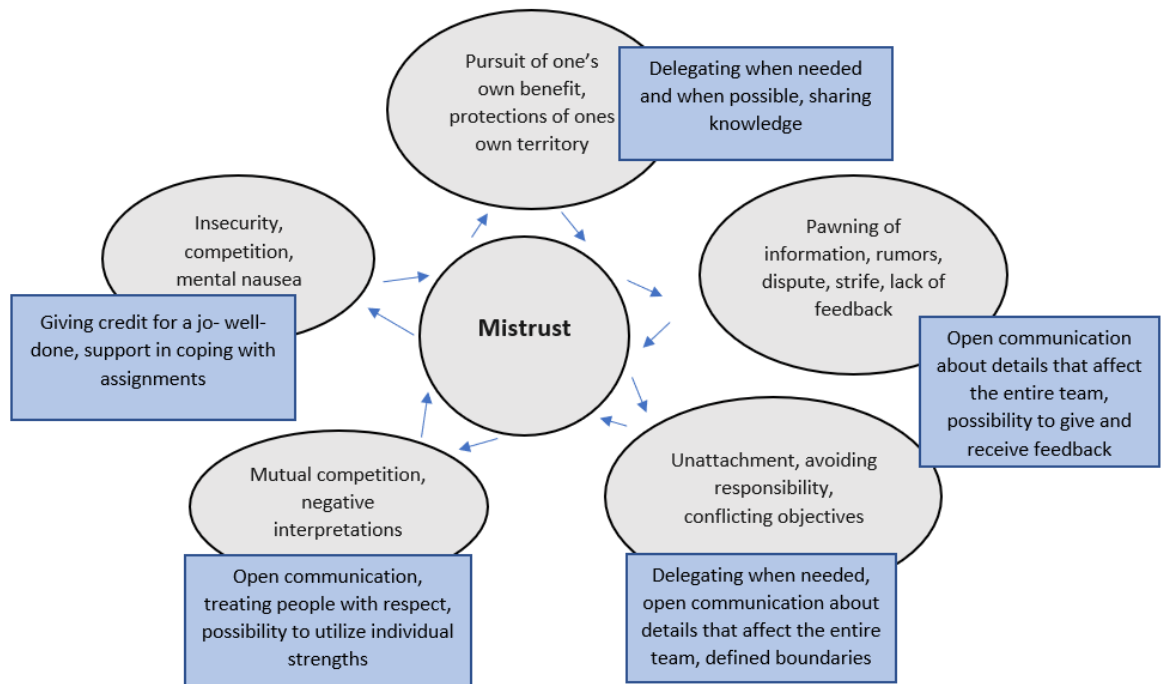 Pursuit of one's
own benefit,
protections of ones
own territory
Delegating when needed
and when possible, sharing
knowledge
Insecurity,
competition,
mental nausea
Giving credit for a jo- well-
done, support in coping with
assignments
Mistrust
Pawning of
information, rumors,
dispute, strife, lack of
feedback
Open communication
about details that affect
the entire team,
possibility to give and
receive feedback
Mutual competition,
negative
interpretations
Open communication,
treating people with respect,
possibility to utilize individual
strengths
Unattachment, avoiding
responsibility,
conflicting objectives
Delegating when needed,
open communication about
details that affect the entire
team, defined boundaries